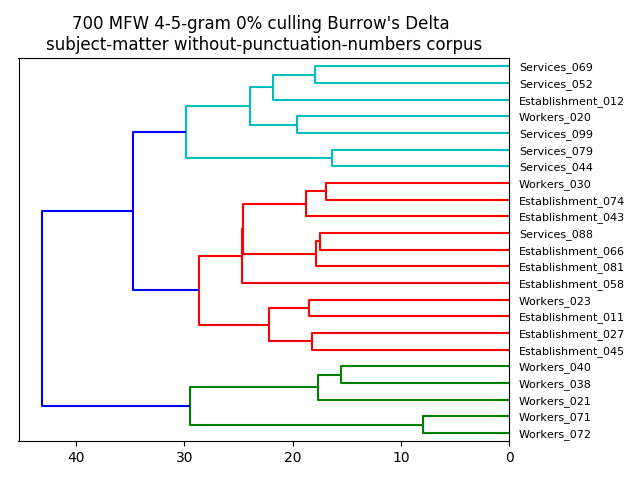 700 MFW 4-5-gram 0% culling Burrow's Delta
subject-matter without-punctuation-numbers corpus
Services_069
Services_052
Establishment_012
Workers_020
Services_099
Services_079
Services_044
Workers_030
Establishment_074
Establishment_043
Services_088
Establishment_066
Establishment_081
Establishment_058
Workers_023
Establishment_011
Establishment_027
Establishment_045
Workers_040
Workers_038
Workers_021
Workers_071
Workers_072
40 30 20 10 0